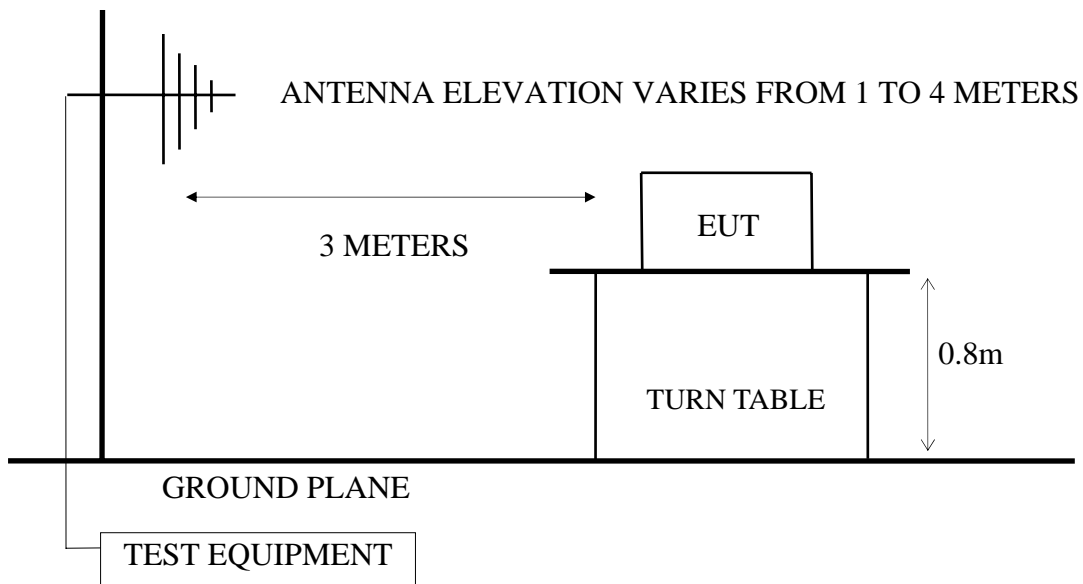 ANTENNA ELEVATION VARIES FROM 1 TO 4 METERS
3 METERS
EUT
0.8m
TURN TABLE
GROUND PLANE
TEST EQUIPMENT